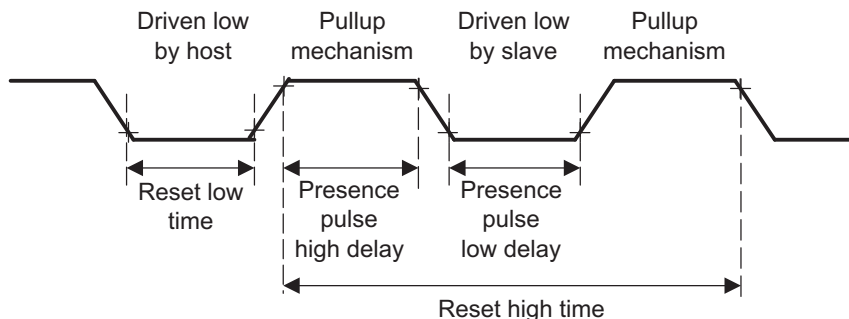 Driven low
by host
Pullup
mechanism
Driven low
by slave
Pullup
mechanism
Reset low
time
Presence
pulse
high delay
Presence
pulse
low delay
Reset high time